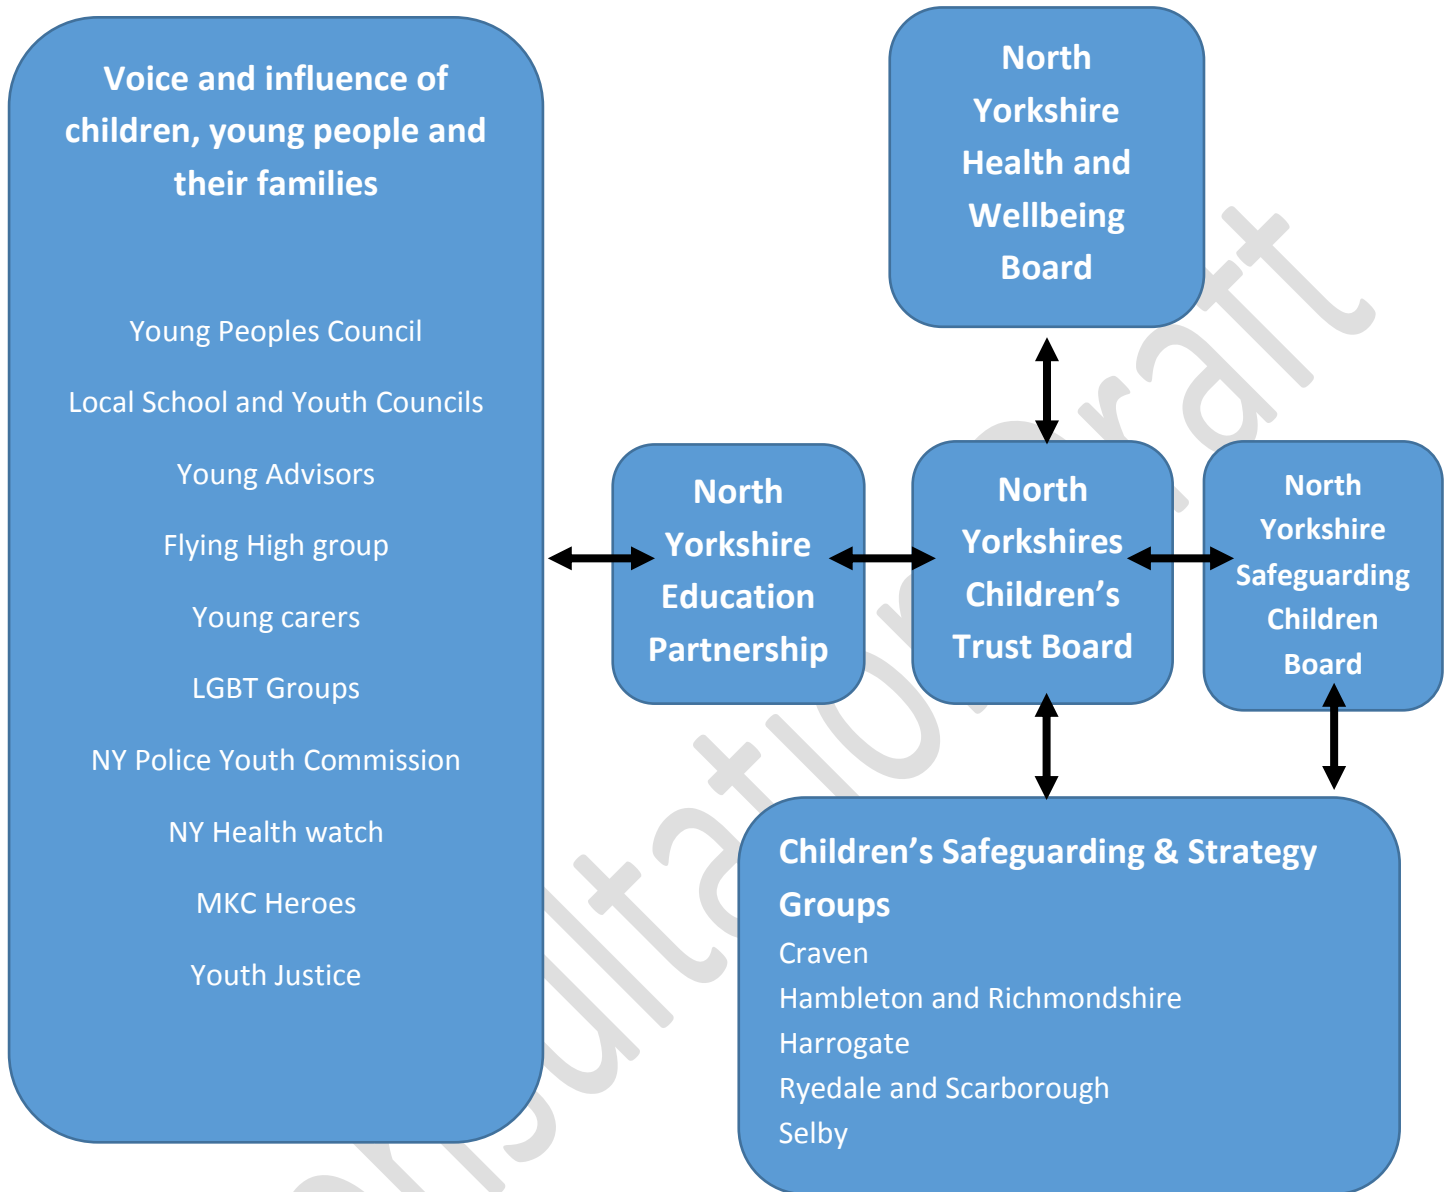 Voice and influence of
children, young people and
their families
Young Peoples Council
Local School and Youth Councils
Young Advisors
Flying High group
Young carers
LGBT Groups
NY Police Youth Commission
NY Health watch
MKC Heroes
Youth Justice
North
Yorkshire
Health and
Wellbeing
Board
North
Yorkshire
Education
Partnership
North
Yorkshires
Children’s
Trust Board
North
Yorkshire
Safeguarding
Children
Board
Children’s Safeguarding & Strategy
Groups
Craven
Hambleton and Richmondshire
Harrogate
Ryedale and Scarborough
Selby